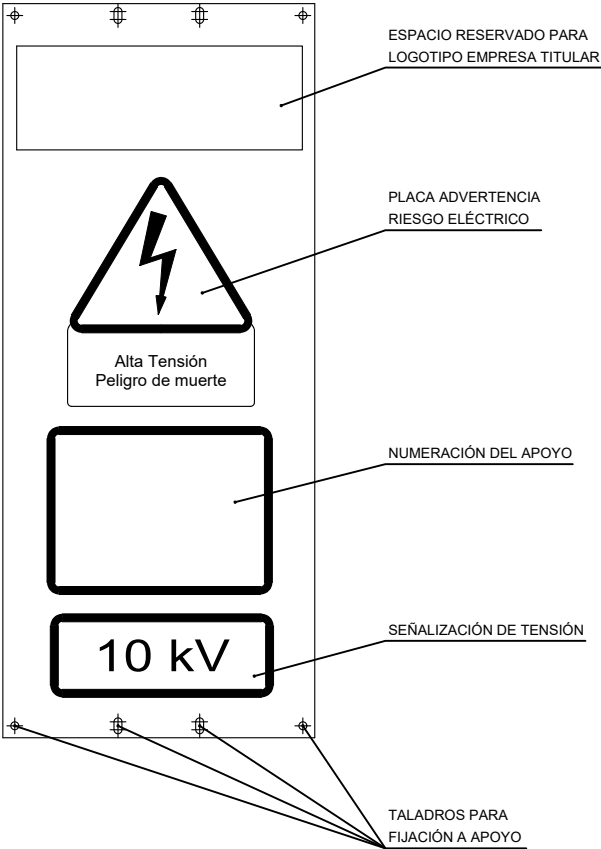 ESPACIO RESERVADO PARA
LOGOTIPO EMPRESA TITULAR
PLACA ADVERTENCIA
RIESGO ELÉCTRICO
Alta Tensión
Peligro de muerte
NUMERACIÓN DEL APOYO
SEÑALIZACIÓN DE TENSIÓN
10 kV
TALADROS PARA
FIJACIÓN A APOYO